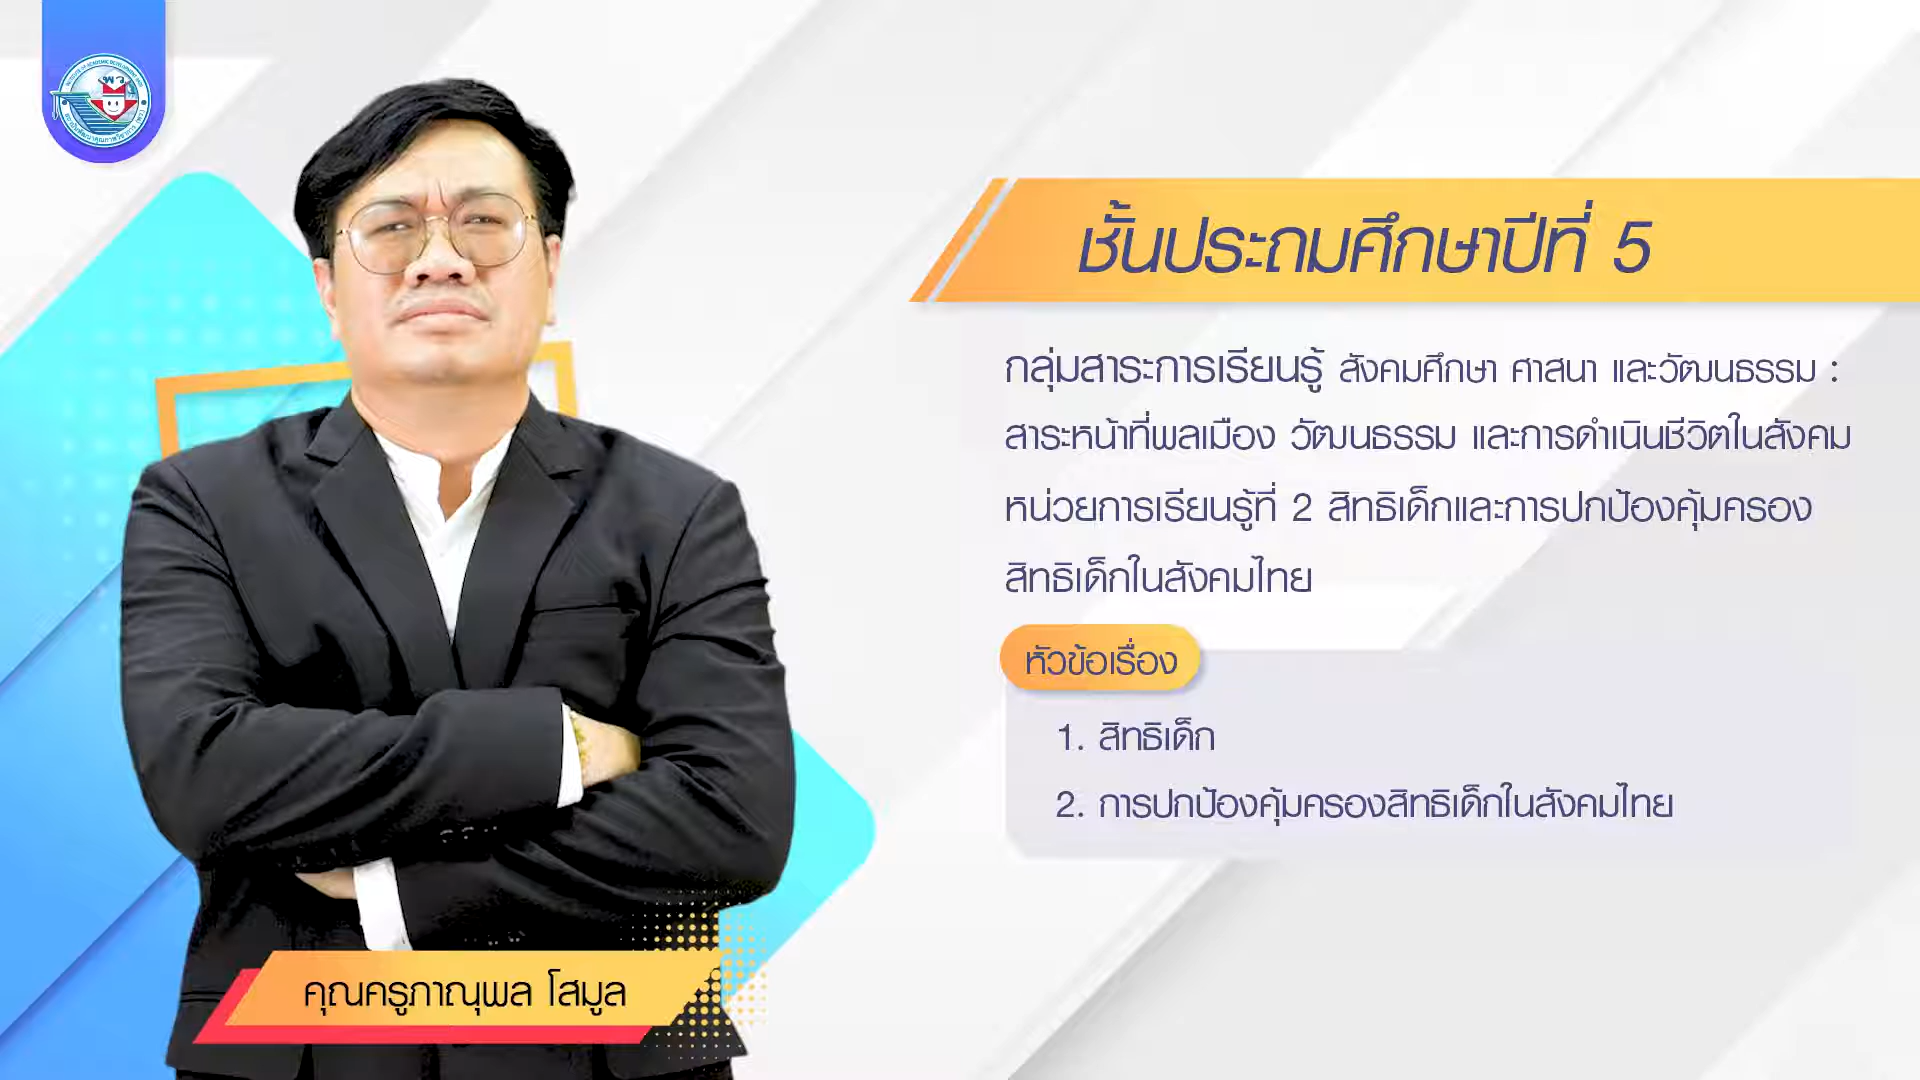 พว
ชั้นประถมศึกษาปีที่ 5
กลุ่มสาระการเรียนรู้ สังคมศึกษา ศาสนา และวัฒนธรรม :
สาระหน้าที่พลเมือง วัฒนธรรม และการดำเนินชีวิตในสังคม
หน่วยการเรียนรู้ที่ 2 สิทธิเด็กและการปกป้องคุ้มครอง
สิทธิเด็กในสังคมไทย
หัวข้อเรื่อง
1. สิทธิเด็ก
2. การปกป้องคุ้มครองสิทธิเด็กในสังคมไทย
คุณครูภาณุพล โสมูล